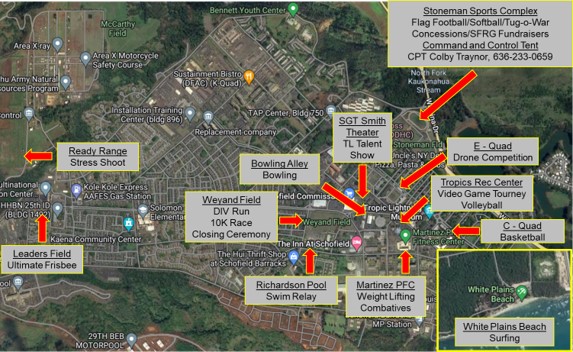 Stoneman Sports Complex
Flag Football/Softball/Tug-o-War
Concessions/SFRG Fundraisers
Command and Control Tent
CPT Colby Traynor, 636-233-0659
Bennett Youth Center
McCarthy
Field
Area X ray
Area X Motorcycle
Safety Course
Army Natural
Program
Sustainment Bistro
(DFAC) (K Quad)
North Fork
Kaukonahua
Stream
Installation Training
Center (bldg 896)
TAP Center, Bldg 750
Replacement company
SGT Smith
Theater
TL Talent
Show
E - Quad
Drone Competition
Ready Range
Stress Shoot
Bowling Alley
Bowling
Tropics Rec Center
Video Game Tourney
Volleyball
Kole Kole Express
AAFES Gas Station
HHBN 25th ID
(BLDG 1492)
Solomon
Elementa
Weyand Field
DIV Run
10K Race
Closing Ceremony
Weyand Field
Tropic Lightn
Kaena Community Center
C - Quad
Basketball
Martinez P
Fitness Center
The Inn At Schofield
Leaders Field
Ultimate Frisbee
The Hui Thrift Shop
at Schofield Barracks
Richardson Pool
Swim Relay
Martinez PFC
Weight Lifting
Combatives
White Plains
Beach
White Plains Beach
Surfing
MP Station
29TH BEB
MOTORPOOL